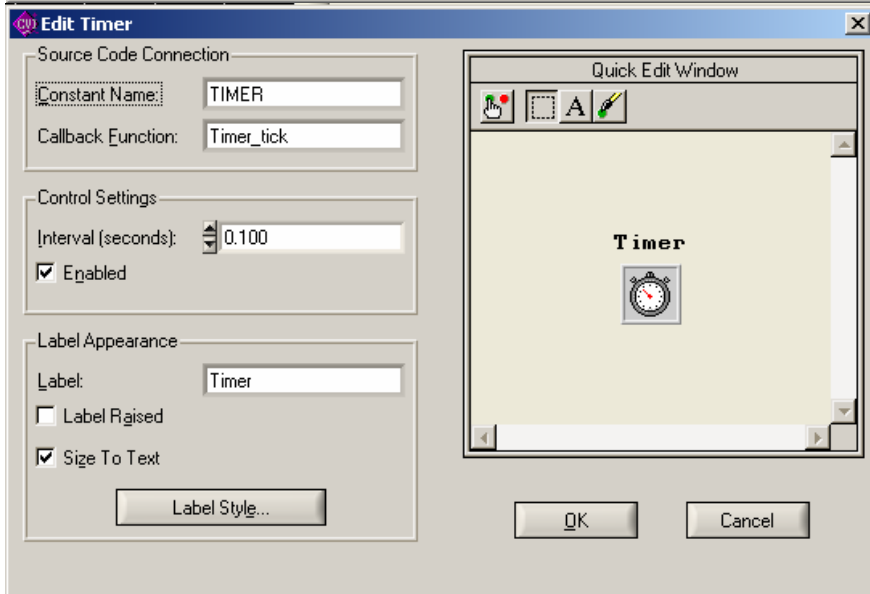 CVI Edit Timer
Source Code Connection
Constant Name: TIMER
Callback Function: Timer_tick
Control Settings
Interval (seconds): 0.100
Enabled
Label Appearance
Label: Timer
Label Raised
Size To Text
Label Style...
Quick Edit Window
A
Timer
OK
Cancel